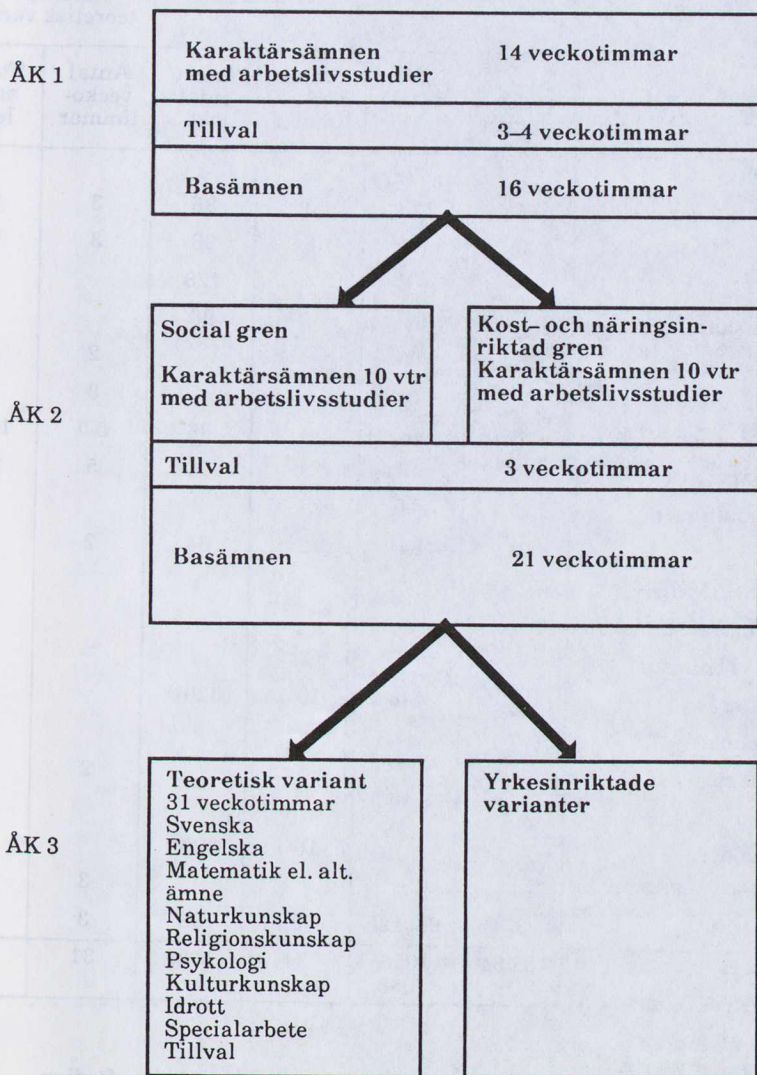 ÅK 1
Karaktärsämnen 14 veckotimmar
med arbetslivsstudier
Tillval 3–4 veckotimmar
Basämnen 16 veckotimmar
ÅK 2
Social gren
Karaktärsämnen 10 vtr
med arbetslivsstudier
Kost– och näringsin-
riktad gren
Karaktärsämnen 10 vtr
med arbetslivsstudier
Tillval 3 veckotimmar
Basämnen 21 veckotimmar
ÅK 3
Teoretisk variant
31 veckotimmar
Svenska
Engelska
Matematik el. alt.
ämne
Naturkunskap
Religionskunskap
Psykologi
Kulturkunskap
Idrott
Specialarbete
Tillval
Yrkesinriktade
varianter